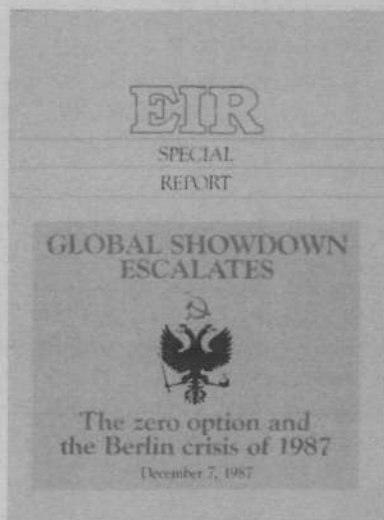 EIR
SPECIAL
REPORT
GLOBAL SHOWDOWN
ESCALATES
The zero option and
the Berlin crisis of 1987
December 7, 1987